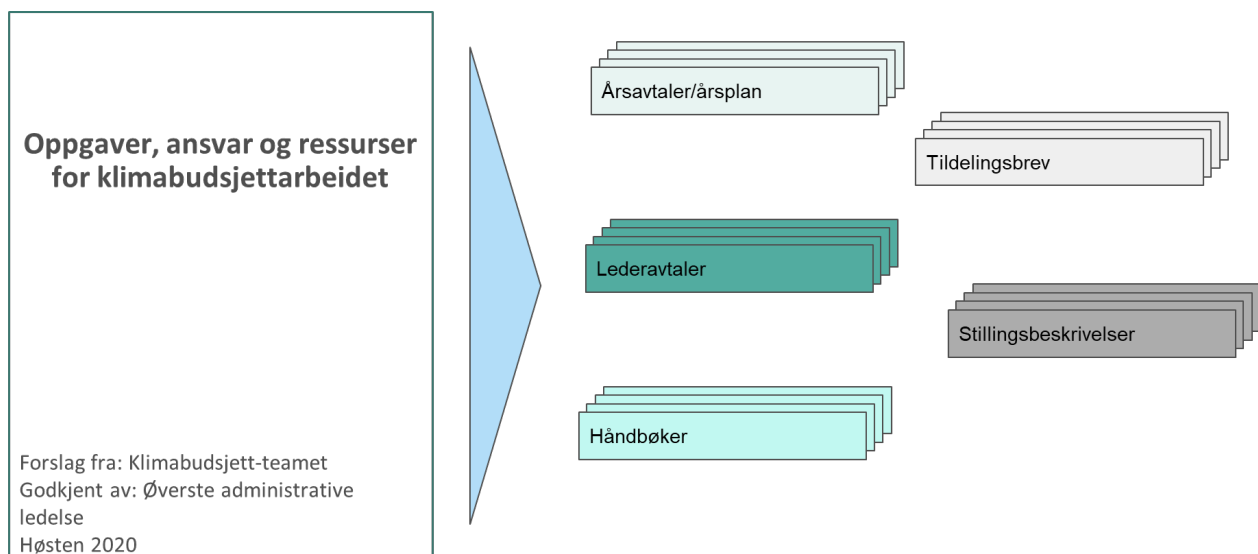 Oppgaver, ansvar og ressurser
for klimabudsjettarbeidet
Forslag fra: Klimabudsjett-teamet
Godkjent av: Øverste administrative
ledelse
Høsten 2020
Årsavtaler/årsplan
Tildelingsbrev
Lederavtaler
Stillingsbeskrivelser
Håndbøker